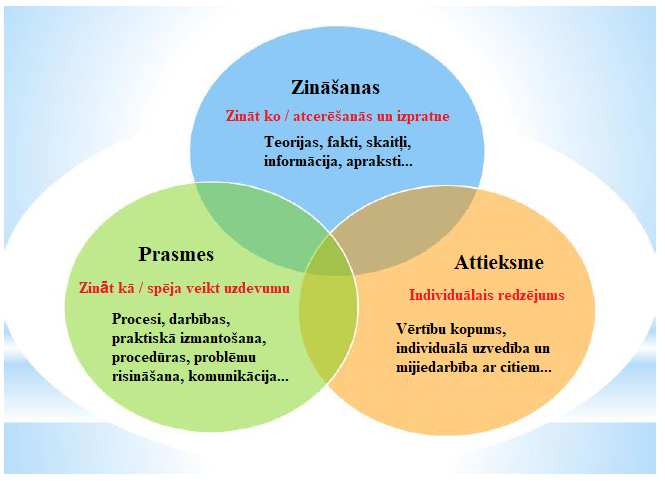 Zināšanas
Zināt ko / atcerēšanās un izpratne
Teorijas, fakti, skaitļi,
informācija, apraksti...
Prasmes
Zināt kā / spēja veikt uzdevumu
Procesi, darbības,
praktiskā izmantošana,
procedūras, problēmu
risināšana, komunikācija...
Attieksme
Individuālais redzējums
Vērtību kopums,
individuālā uzvedība un
mijiedarbība ar citiem...